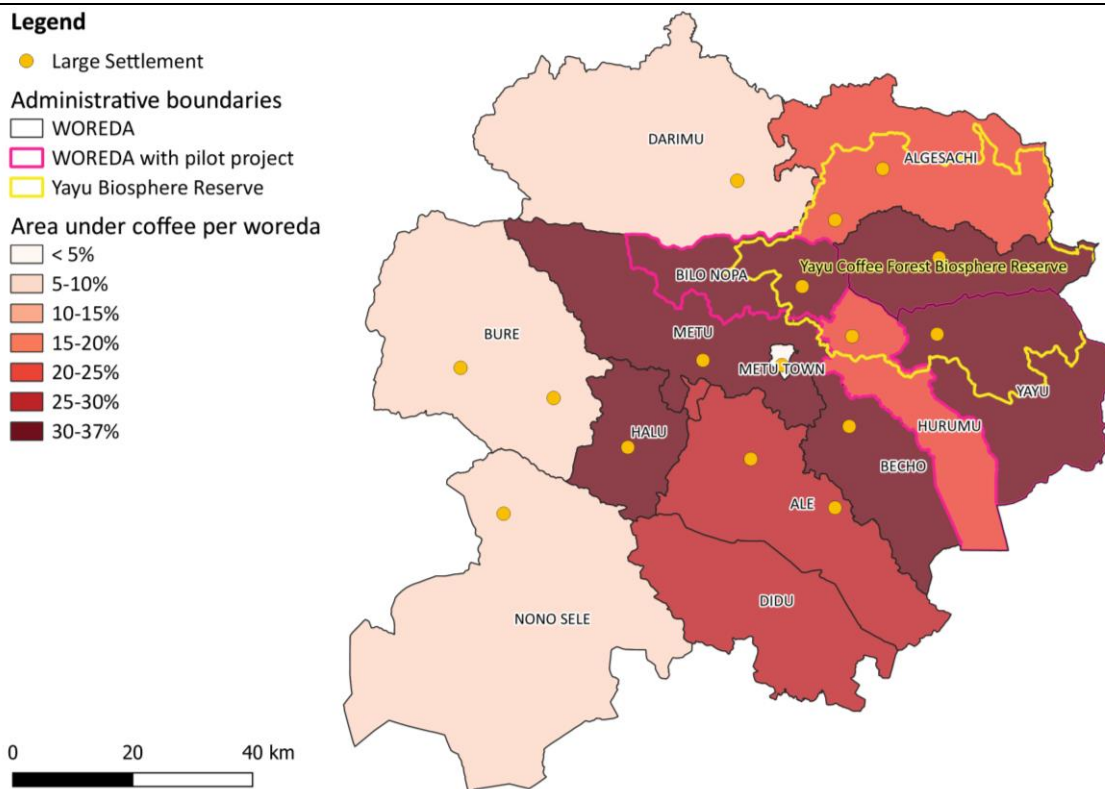 Legend
Large Settlement
Administrative boundaries
WOREDA
WOREDA with pilot project
Yayu Biosphere Reserve
Area under coffee per woreda
< 5%
5-10%
10-15%
15-20%
20-25%
25-30%
30-37%
0 20 40 km
DARIMU
ALGESACHI
BILO NOPA
Yayu Coffee Forest Biosphere Reserve
BURE
METU
METU TOWN
YAYU
HALU
HURUMU
BECHO
ALE
DIDU
NONO SELE